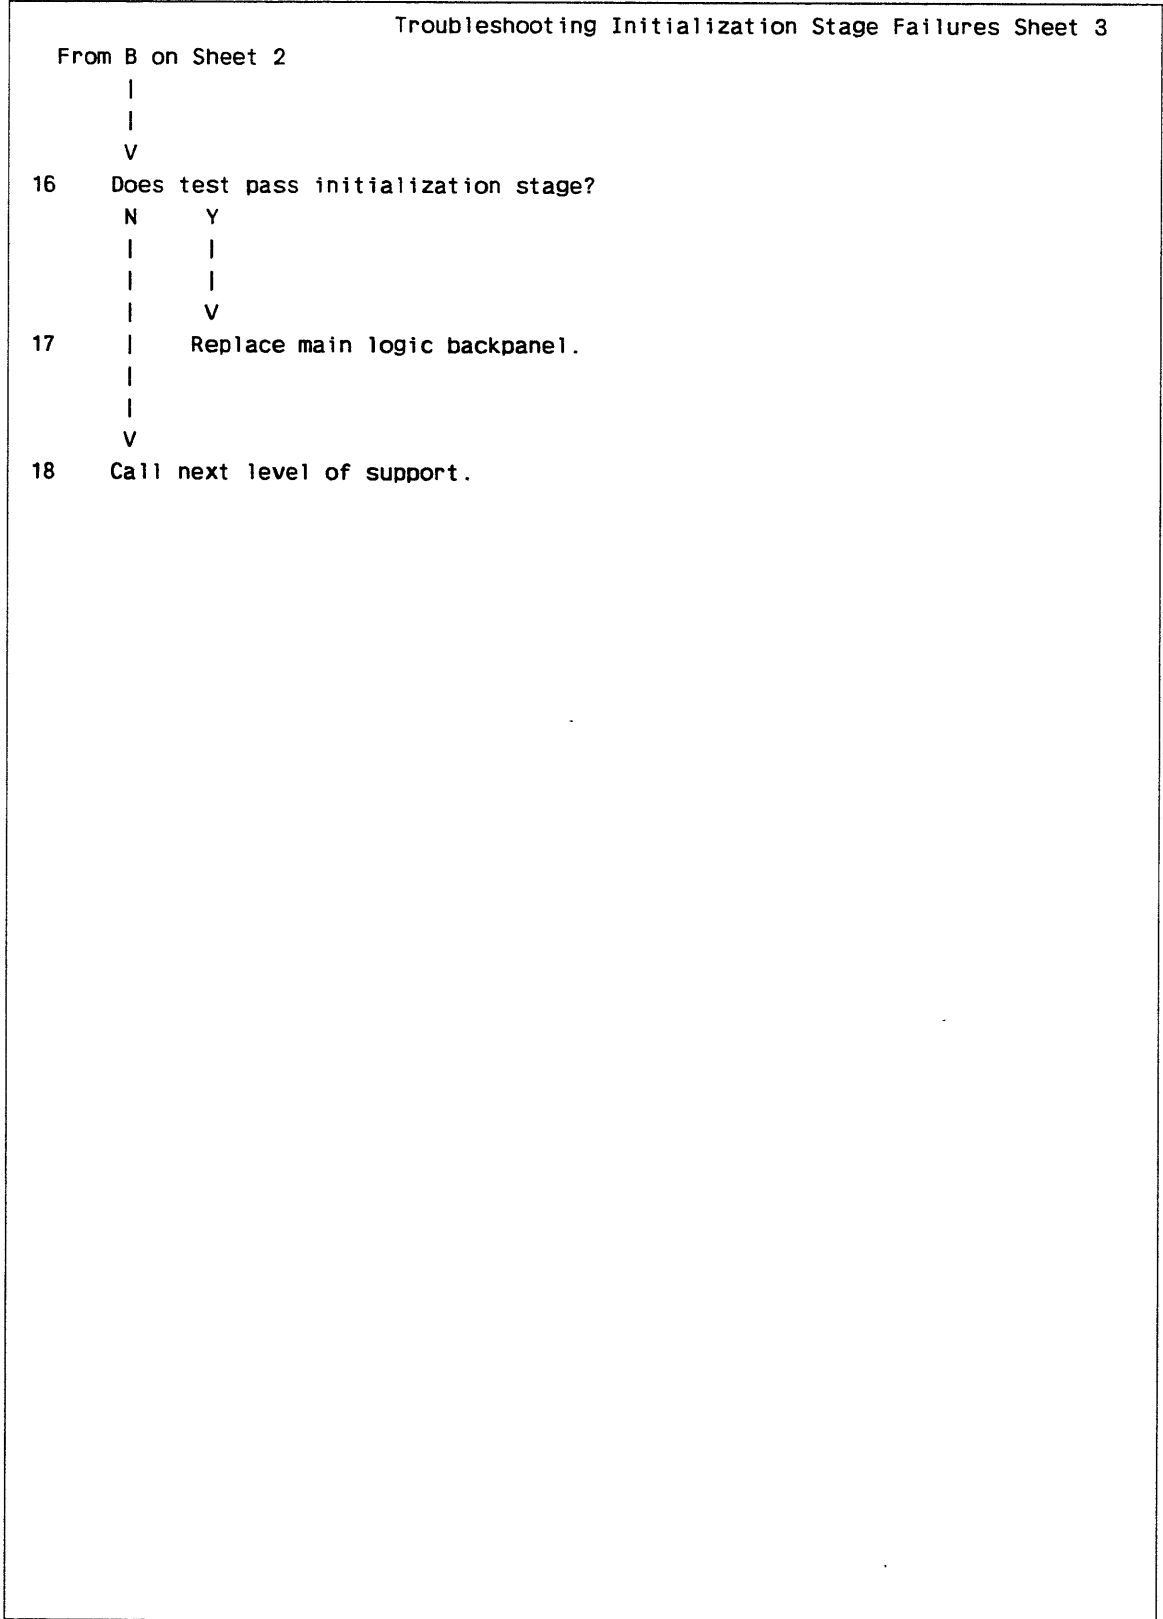 Troubleshooting Initialization Stage Failures Sheet 3
From B on Sheet 2
|
|
V
16 Does test pass initialization stage?
N Y
| |
| |
| V
17 | Replace main logic backpanel.
|
|
V
18 Call next level of support.